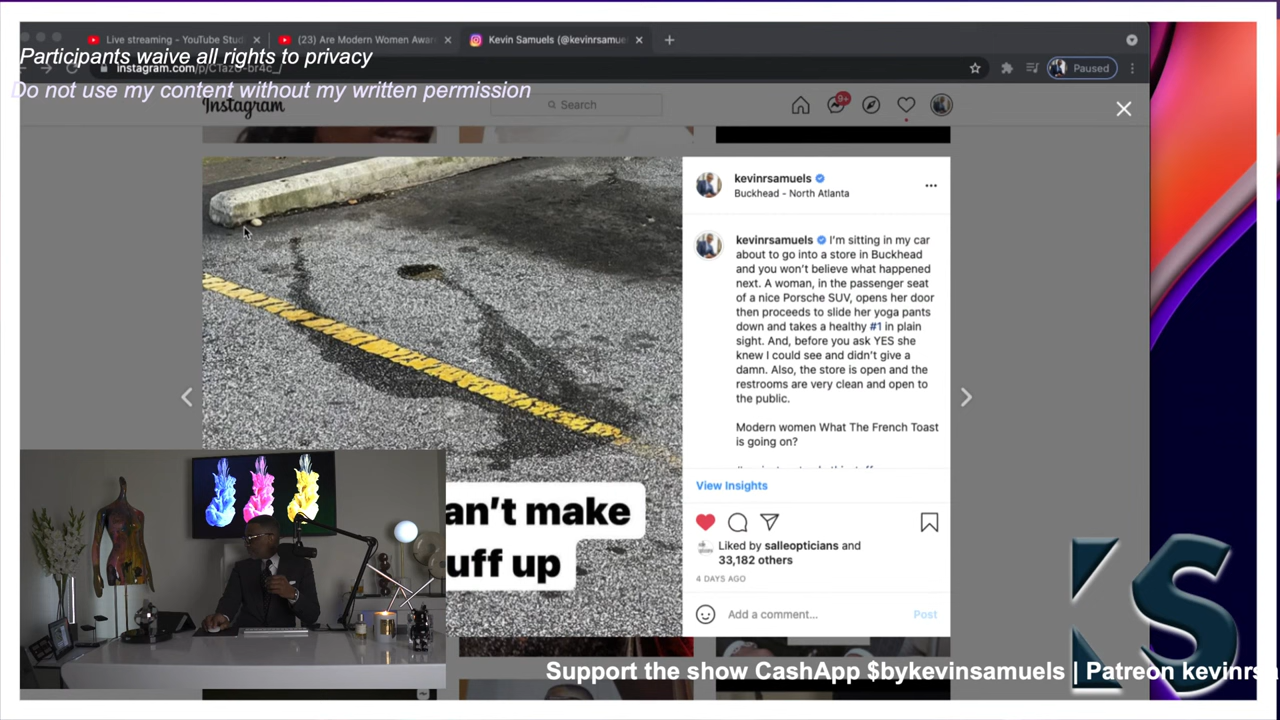 Live streaming - YouTube Stud
(23) Are Modern Women Awar
Kevin Samuels (@kevinrsamue
Participants waive all rights to privacy
instagram.com/p/CTaz
Paused
Do not use my content without my written permission
Instagram
Search
9+
kevinrsamuels
Buckhead - North Atlanta
kevinrsamuels I'm sitting in my car
about to go into a store in Buckhead
and you won't believe what happened
next. A woman, in the passenger seat
of a nice Porsche SUV, opens her door
then proceeds to slide her yoga pants
down and takes a healthy #1 in plain
sight. And, before you ask YES she
knew I could see and didn't give a
damn. Also, the store is open and the
restrooms are very clean and open to
the public.
Modern women What The French Toast
is going on?
View Insights
an't make
uff up
Liked by salleopticians and
33,182 others
4 DAYS AGO
Add a comment... Post
KS
Support the show CashApp $bykevinsamuels | Patreon kevinrsa